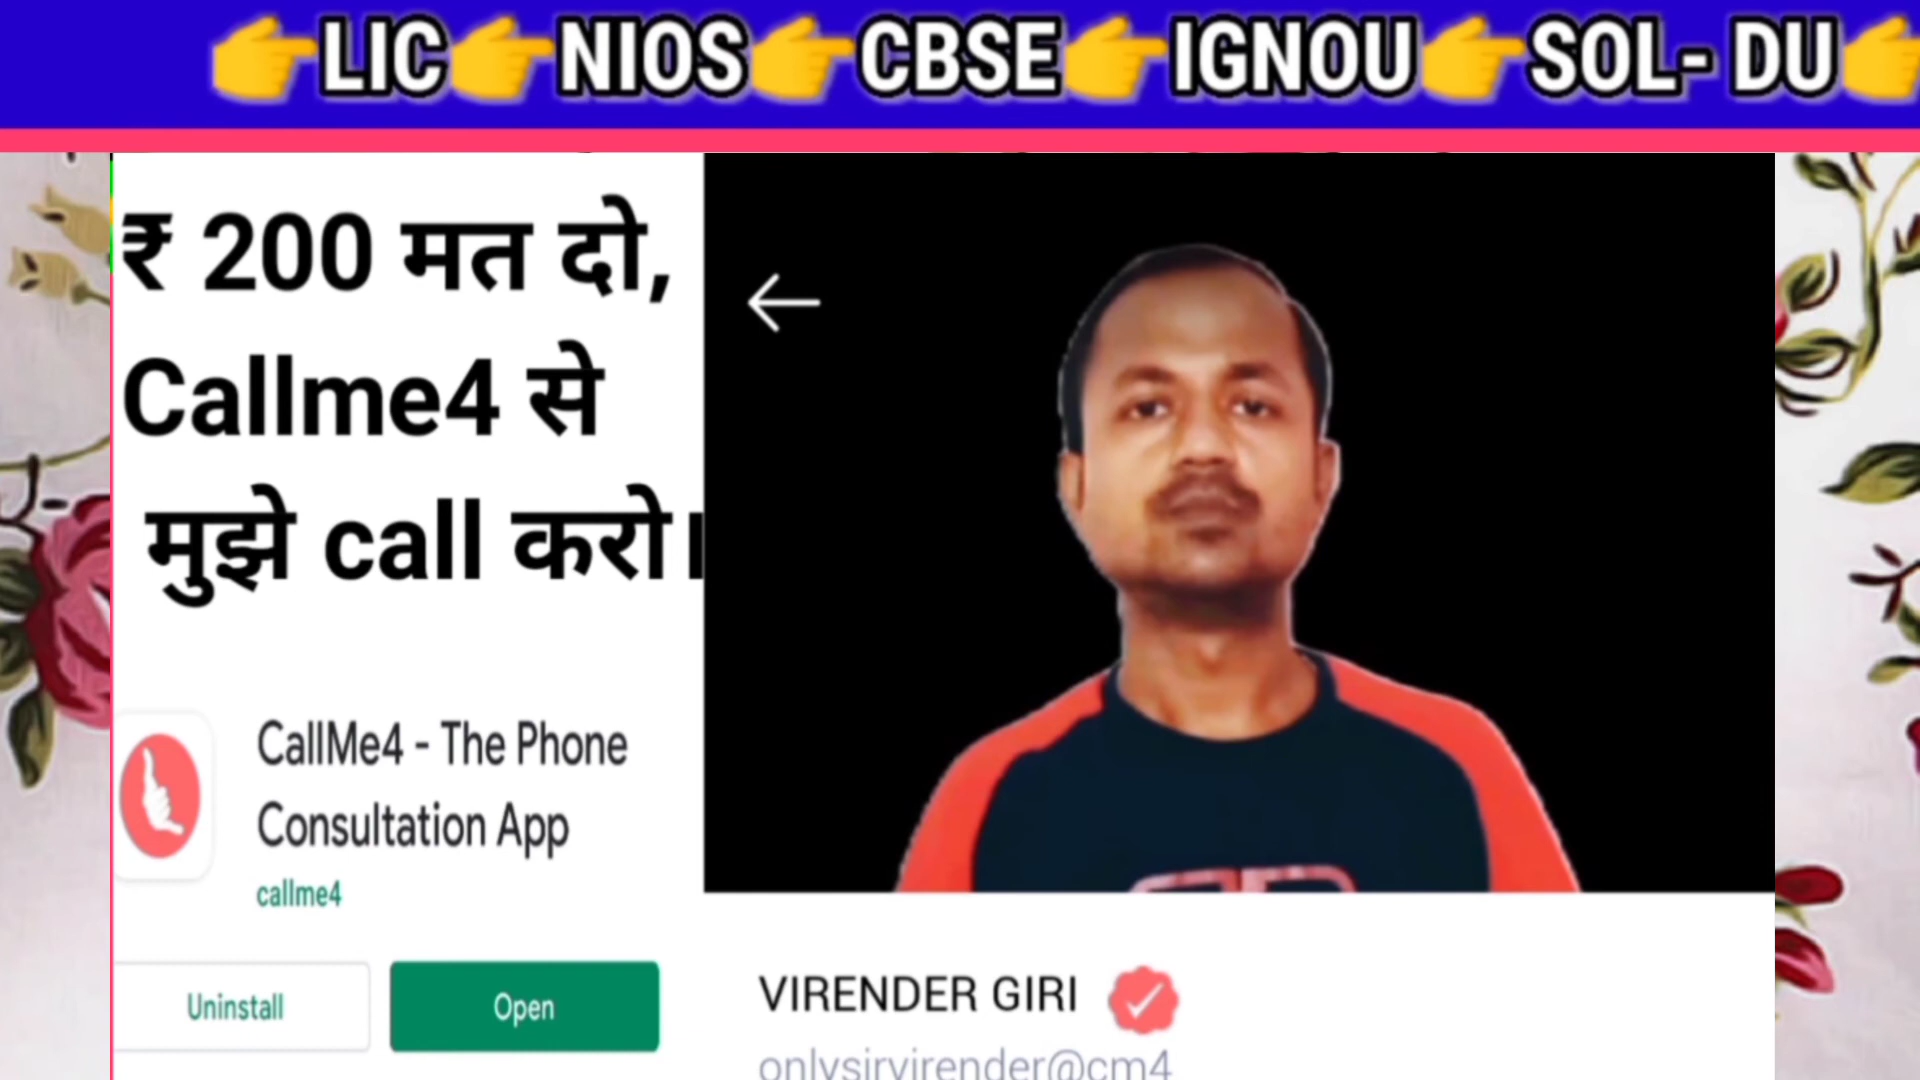 👉LIC👉NIOS👉CBSE👉IGNOU👉SOL- DU👉
₹ 200 मत दो,
Callme4 से
मुझे call करो।
CallMe4 - The Phone
Consultation App
callme4
Uninstall
Open
VIRENDER GIRI
onlysirvirender@cm4